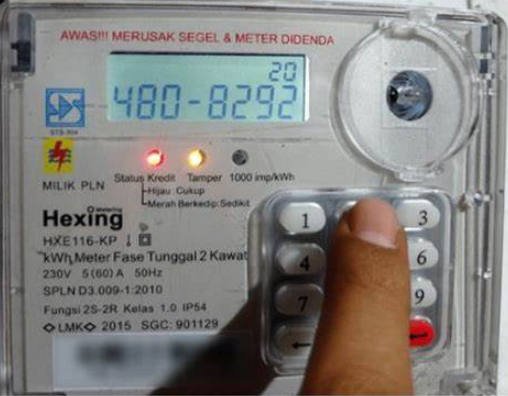 AWAS!!! MERUSAK SEGEL & METER DIDENDA
20
480-8292
STS-304
MILIK PLN
Status Kredit Tamper 1000 imp/kWh
Hijau :Cukup
Merah Berkedip:Sedikit
Hexing
HXE116-KP
kWh Meter Fase Tunggal 2 Kawat
230V 5(60)A 50Hz
SPLN D3.009-1:2010
Fungsi 2S-2R Kelas 1.0 IP54
LMK 2015 SGC: 901129
1
3
4
6
7
9